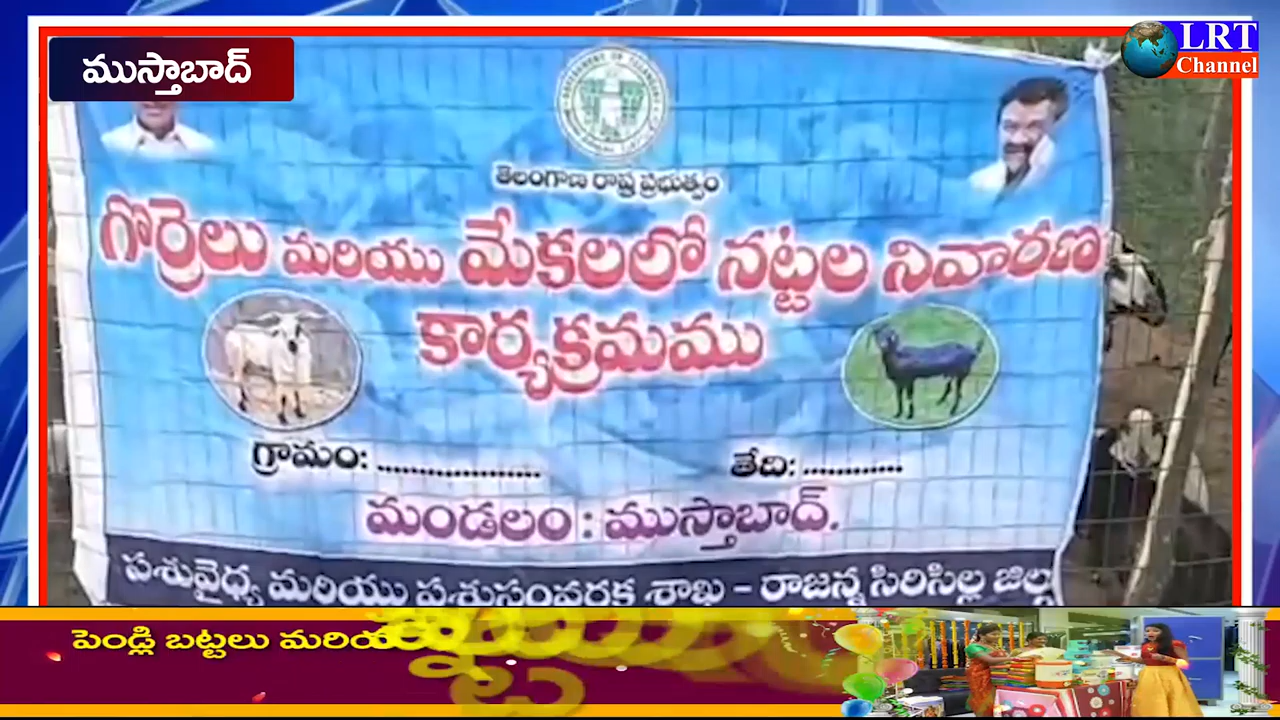 ముస్తాబాద్
LRT
Channel
తెలంగాణ రాష్ట్ర ప్రభుత్వం
గొర్రెలు మరియు మేకలలో నట్టల నివారణ
కార్యక్రమము
గ్రామం: ..................
తేది: ............
మండలం : ముస్తాబాద్.
పశువైద్య మరియు పశుసంవర్ధక శాఖ – రాజన్న సిరిసిల్ల జిల్లా
పెండ్లి బట్టలు